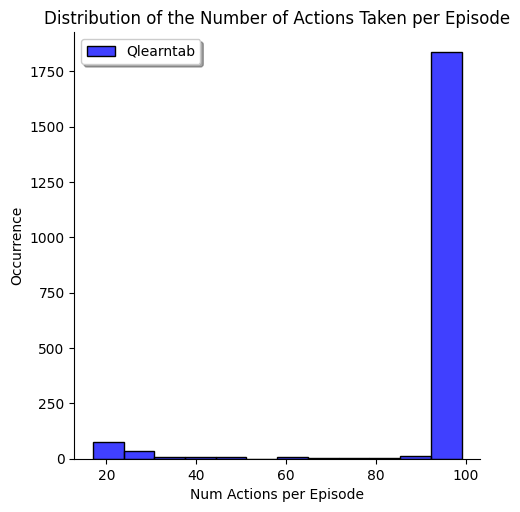 Distribution of the Number of Actions Taken per Episode
Qlearntab
1750
1500
1250
1000
750
500
250
0
Occurrence
20 40 60 80 100
Num Actions per Episode